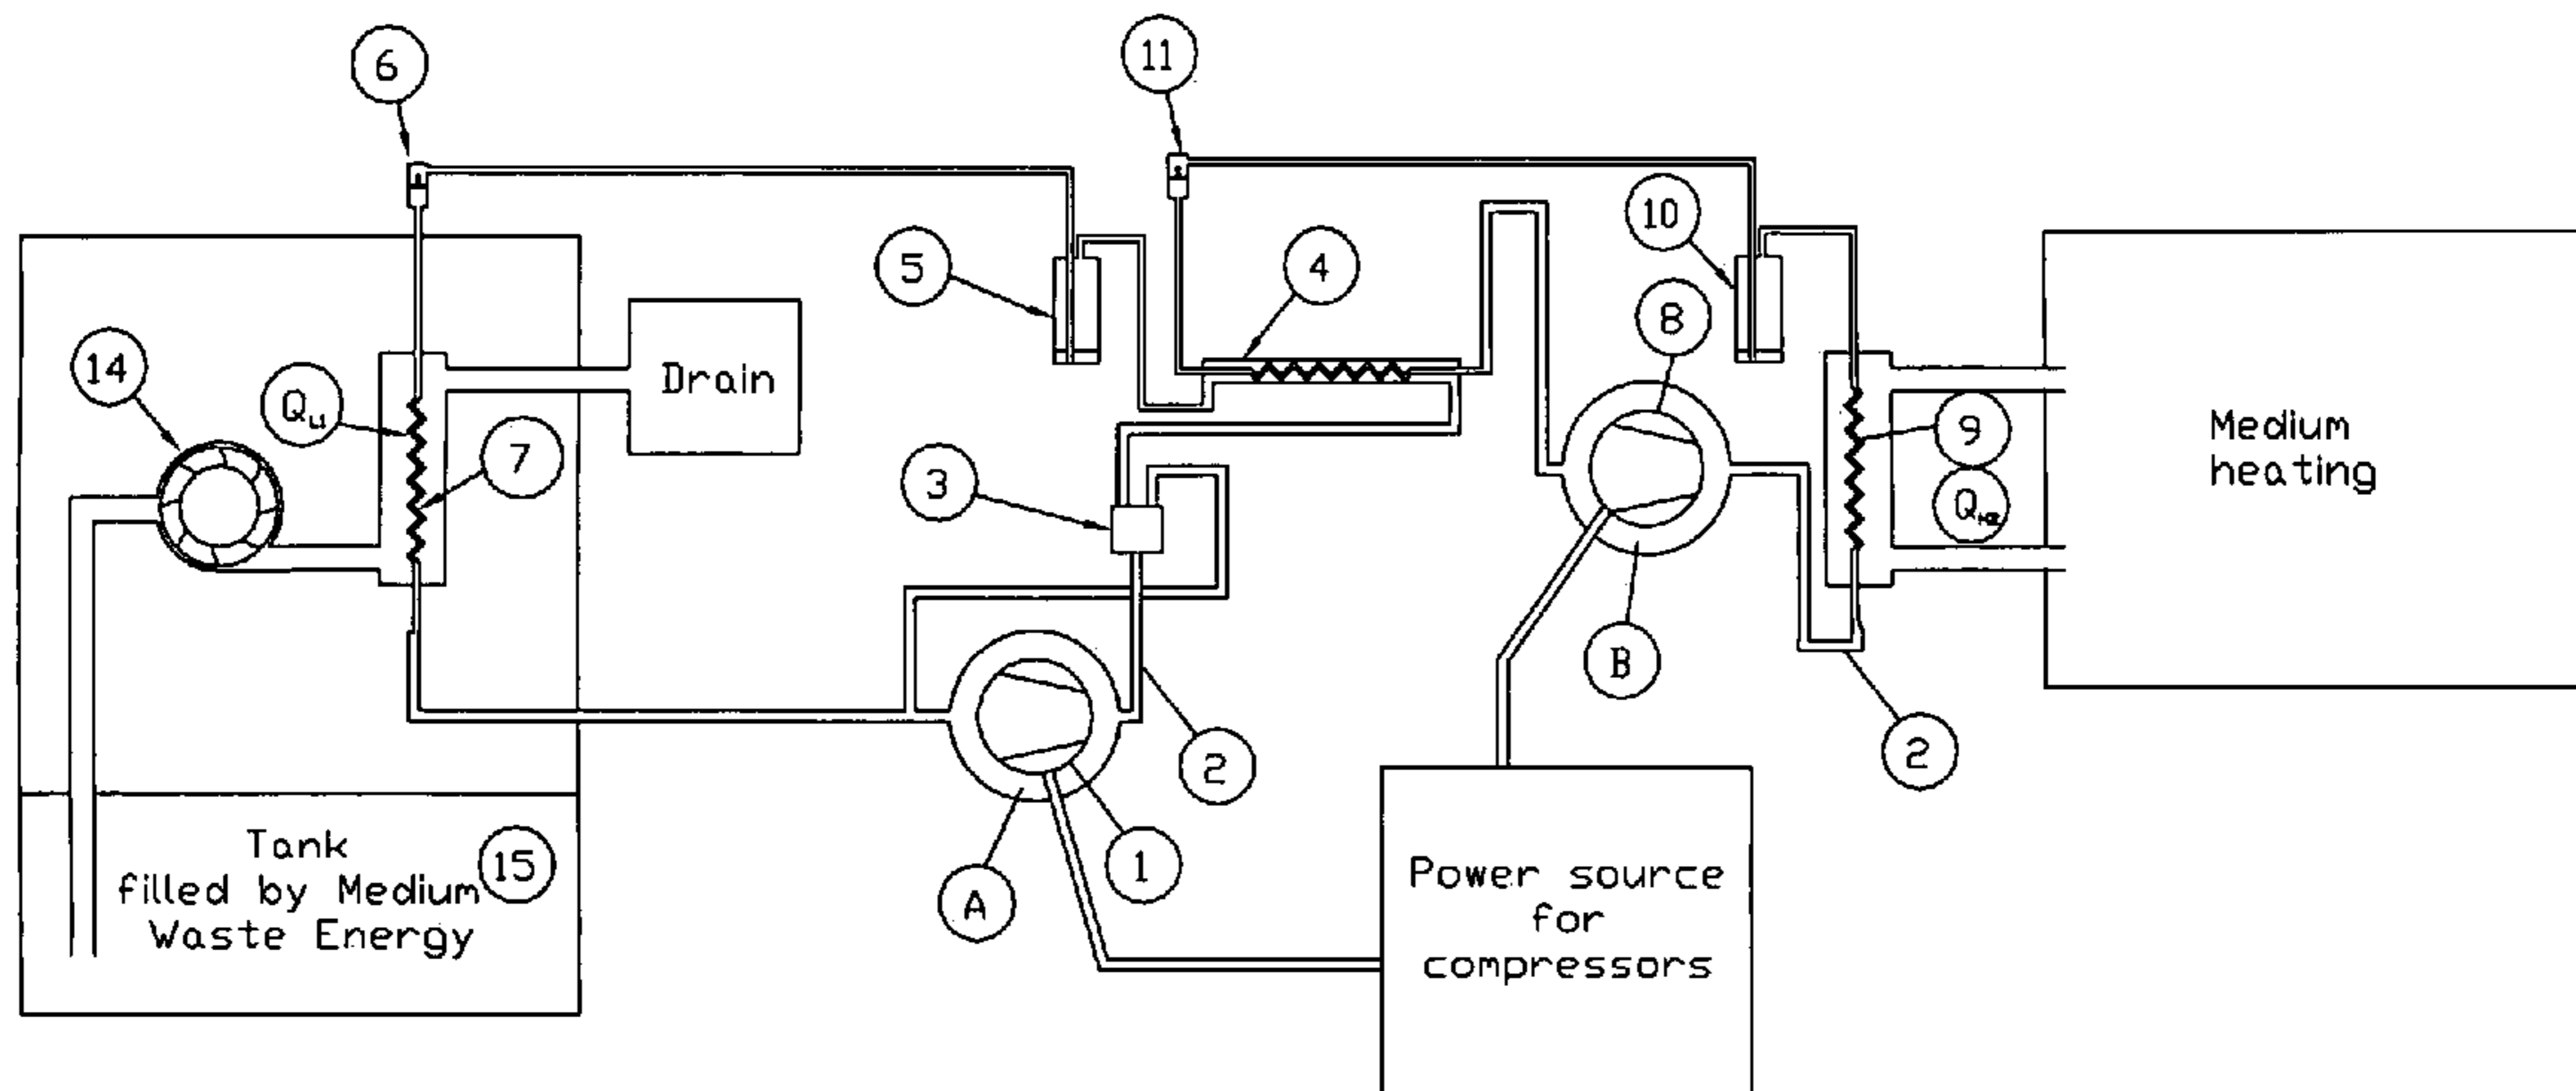 6
11
10
5
4
8
14
Q
Drain
7
9
Medium
heating
3
Q
B
2
2
1
A
Tank
filled by Medium
Waste Energy
15
Power source
for
compressors